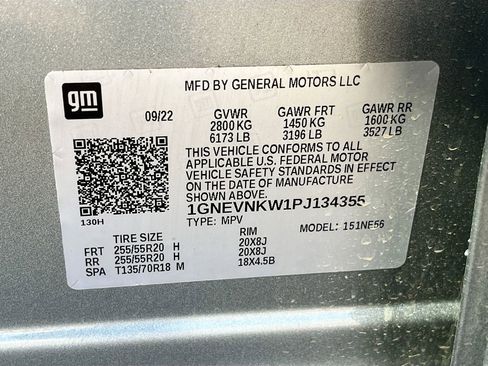 gm
MFD BY GENERAL MOTORS LLC
09/22 GVWR GAWR FRT GAWR RR
2800 KG 1450 KG 1600 KG
6173 LB 3196 LB 3527 LB
THIS VEHICLE CONFORMS TO ALL
APPLICABLE U.S. FEDERAL MOTOR
VEHICLE SAFETY STANDARDS IN EFFECT
ON THE DATE OF MANUFACTURE
SHOWN ABOVE.
1GNEVNKW1PJ134355
130H
TYPE: MPV MODEL: 151NE56
TIRE SIZE RIM
FRT 255/55R20 H 20X8J
RR 255/55R20 H 20X8J
SPA T135/70R18 M 18X4.5B